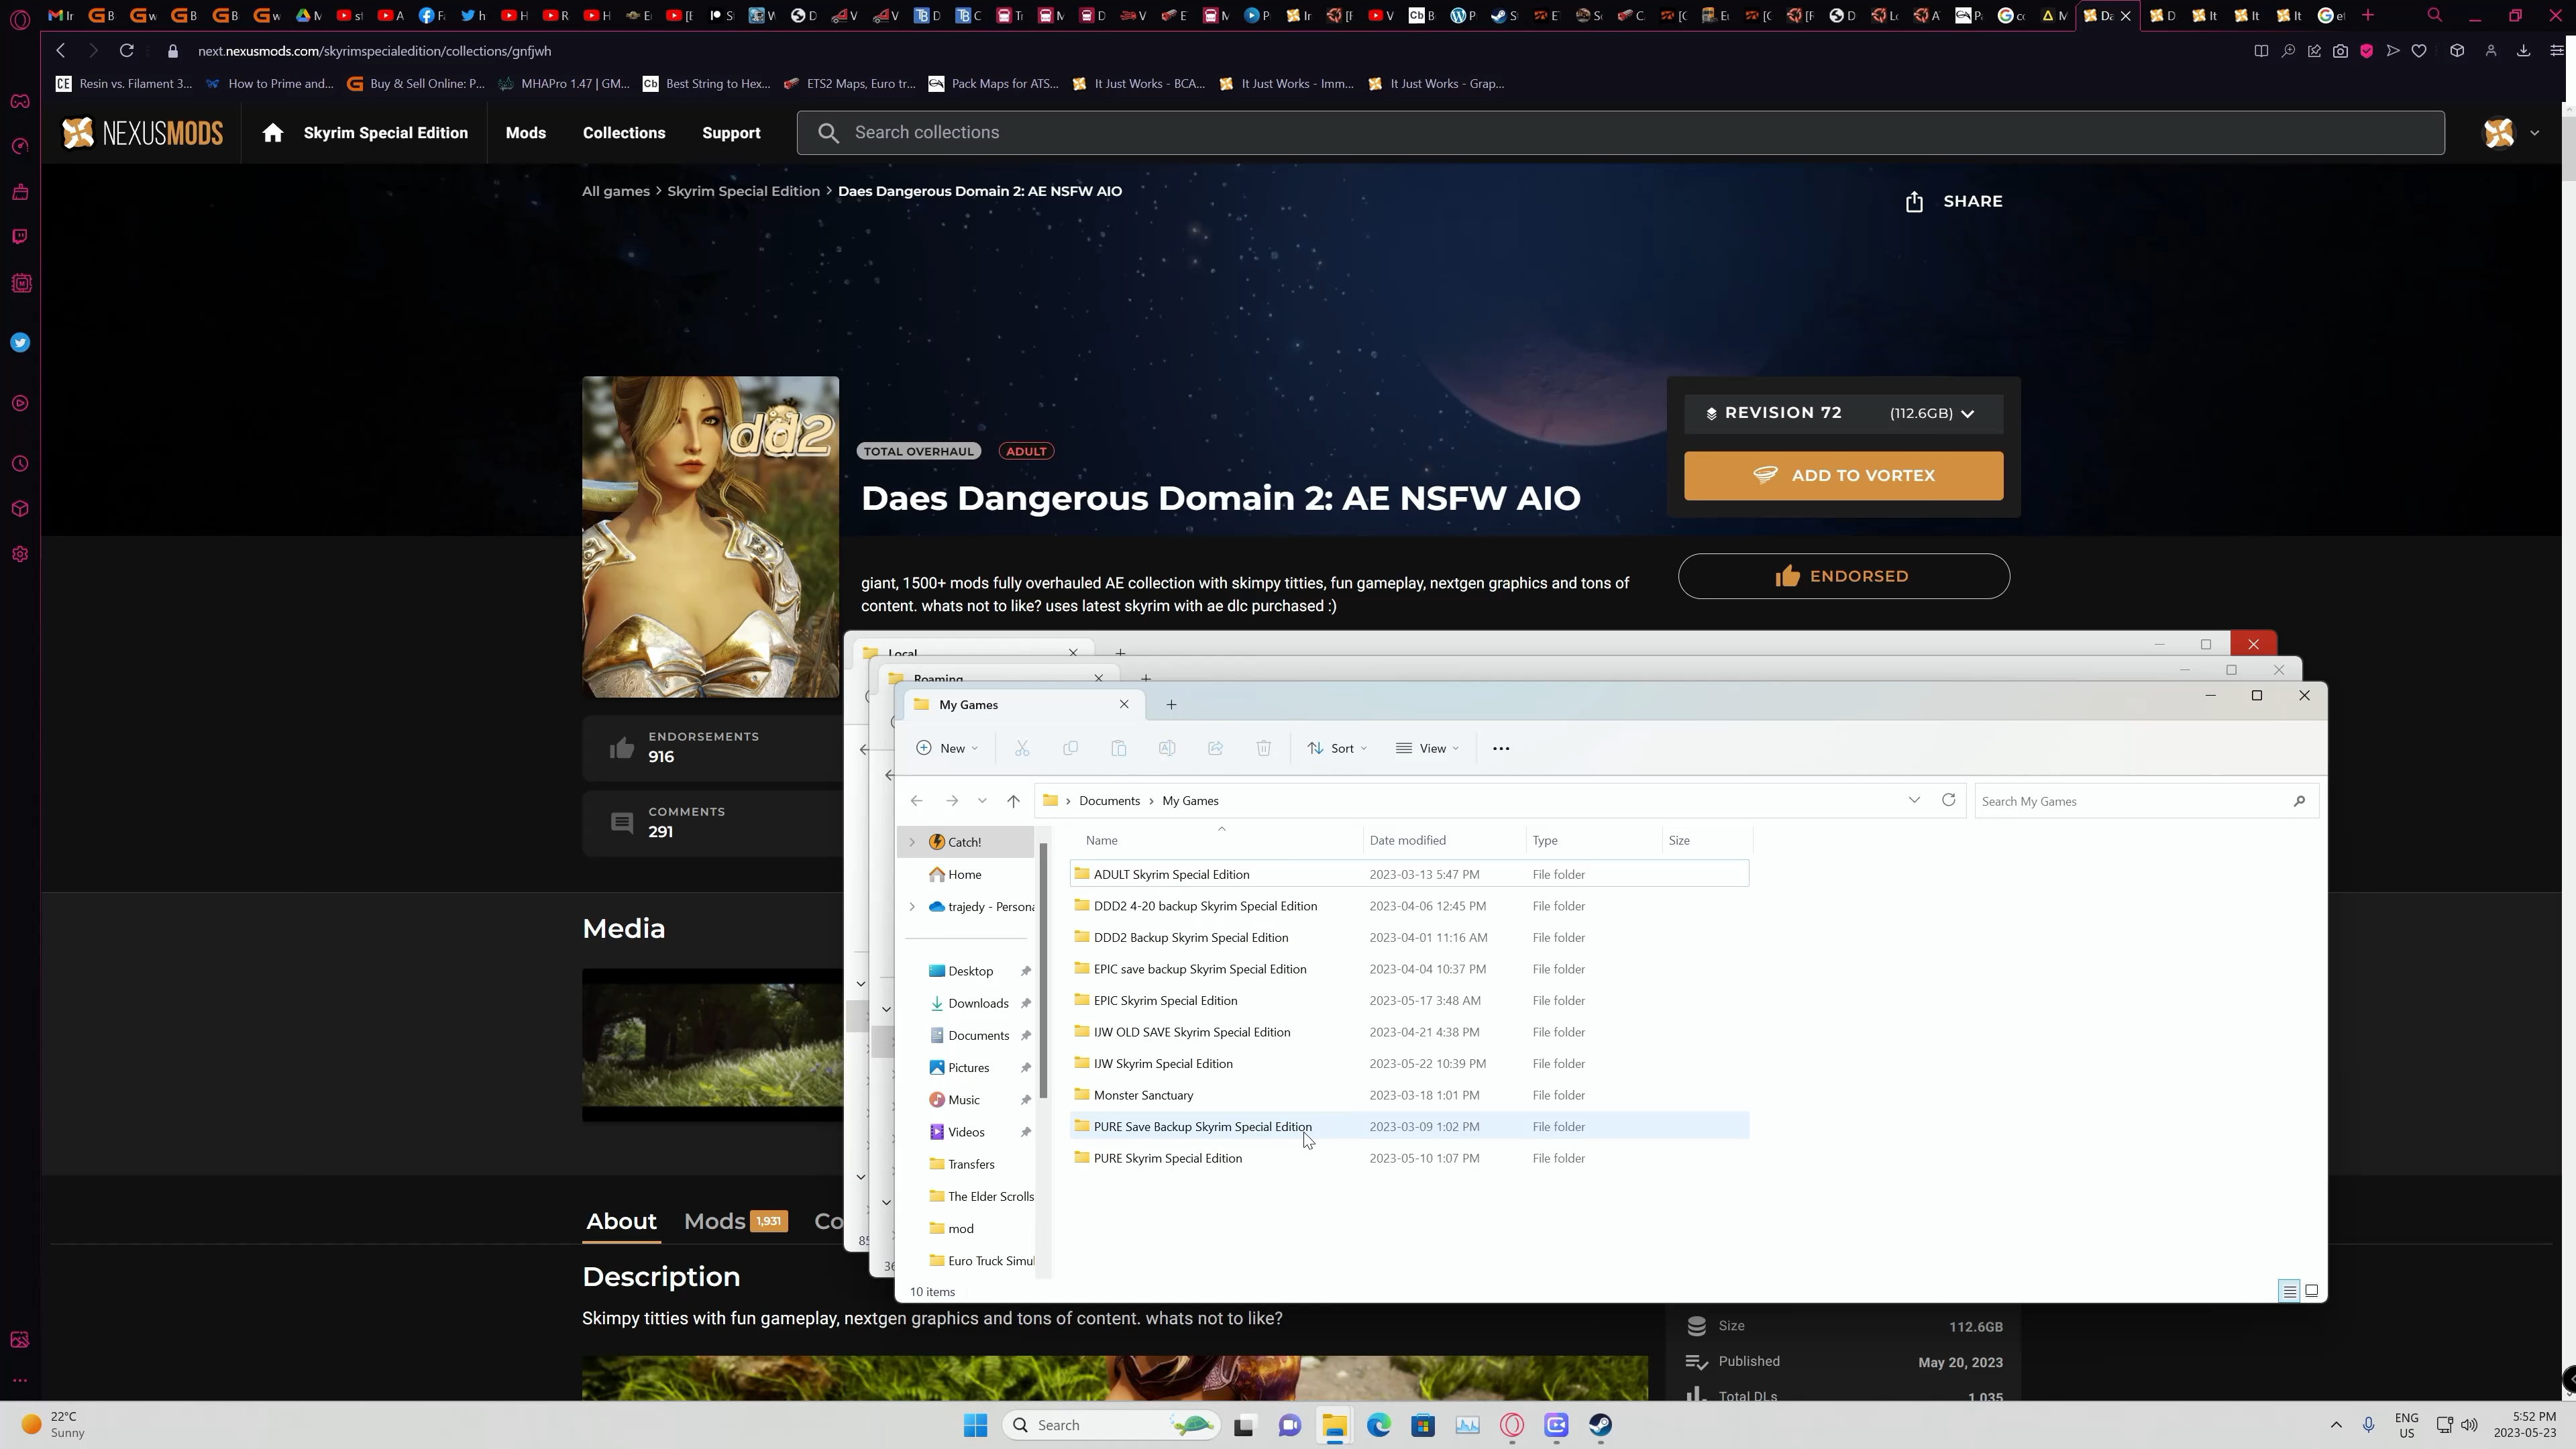 next.nexusmods.com/skyrimspecialedition/collections/gnfjwh
Resin vs. Filament 3...
How to Prime and...
Buy & Sell Online: P...
MHAPro 1.47 | GM...
Best String to Hex...
ETS2 Maps, Euro tr...
Pack Maps for ATS...
It Just Works - BCA...
It Just Works - Imm...
It Just Works - Grap...
NEXUSMODS
Skyrim Special Edition
Mods
Collections
Support
Search collections
All games > Skyrim Special Edition > Daes Dangerous Domain 2: AE NSFW AIO
SHARE
dd2
REVISION 72 (112.6GB)
TOTAL OVERHAUL
ADULT
ADD TO VORTEX
Daes Dangerous Domain 2: AE NSFW AIO
giant, 1500+ mods fully overhauled AE collection with skimpy titties, fun gameplay, nextgen graphics and tons of
content. whats not to like? uses latest skyrim with ae dlc purchased :)
ENDORSED
Local
Roaming
My Games
ENDORSEMENTS
916
COMMENTS
291
New
Sort
View
Documents > My Games
Search My Games
Name
Date modified
Type
Size
Catch!
Home
trajedy - Persona
Desktop
Downloads
Documents
Pictures
Music
Videos
Transfers
The Elder Scrolls
mod
Euro Truck Simul
ADULT Skyrim Special Edition 2023-03-13 5:47 PM File folder
DDD2 4-20 backup Skyrim Special Edition 2023-04-06 12:45 PM File folder
DDD2 Backup Skyrim Special Edition 2023-04-01 11:16 AM File folder
EPIC save backup Skyrim Special Edition 2023-04-04 10:37 PM File folder
EPIC Skyrim Special Edition 2023-05-17 3:48 AM File folder
IJW OLD SAVE Skyrim Special Edition 2023-04-21 4:38 PM File folder
IJW Skyrim Special Edition 2023-05-22 10:39 PM File folder
Monster Sanctuary 2023-03-18 1:01 PM File folder
PURE Save Backup Skyrim Special Edition 2023-03-09 1:02 PM File folder
PURE Skyrim Special Edition 2023-05-10 1:07 PM File folder
10 items
Media
About
Mods 1,931
Co
Description
Skimpy titties with fun gameplay, nextgen graphics and tons of content. whats not to like?
Size 112.6GB
Published May 20, 2023
Total DLs 1,035
22°C
Sunny
Search
ENG
US
5:52 PM
2023-05-23